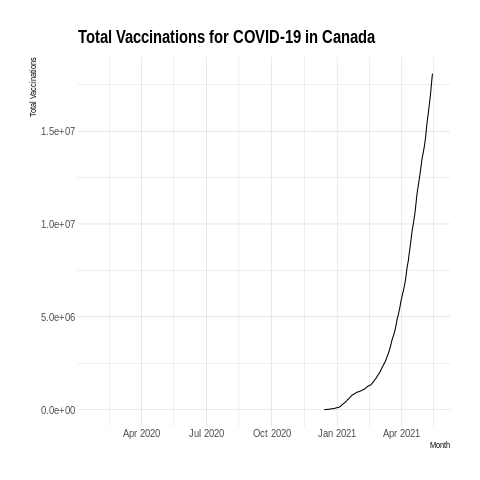 Total Vaccinations for COVID-19 in Canada
Total Vaccinations
1.5e+07
1.0e+07
5.0e+06
0.0e+00
Apr 2020 Jul 2020 Oct 2020 Jan 2021 Apr 2021
Month